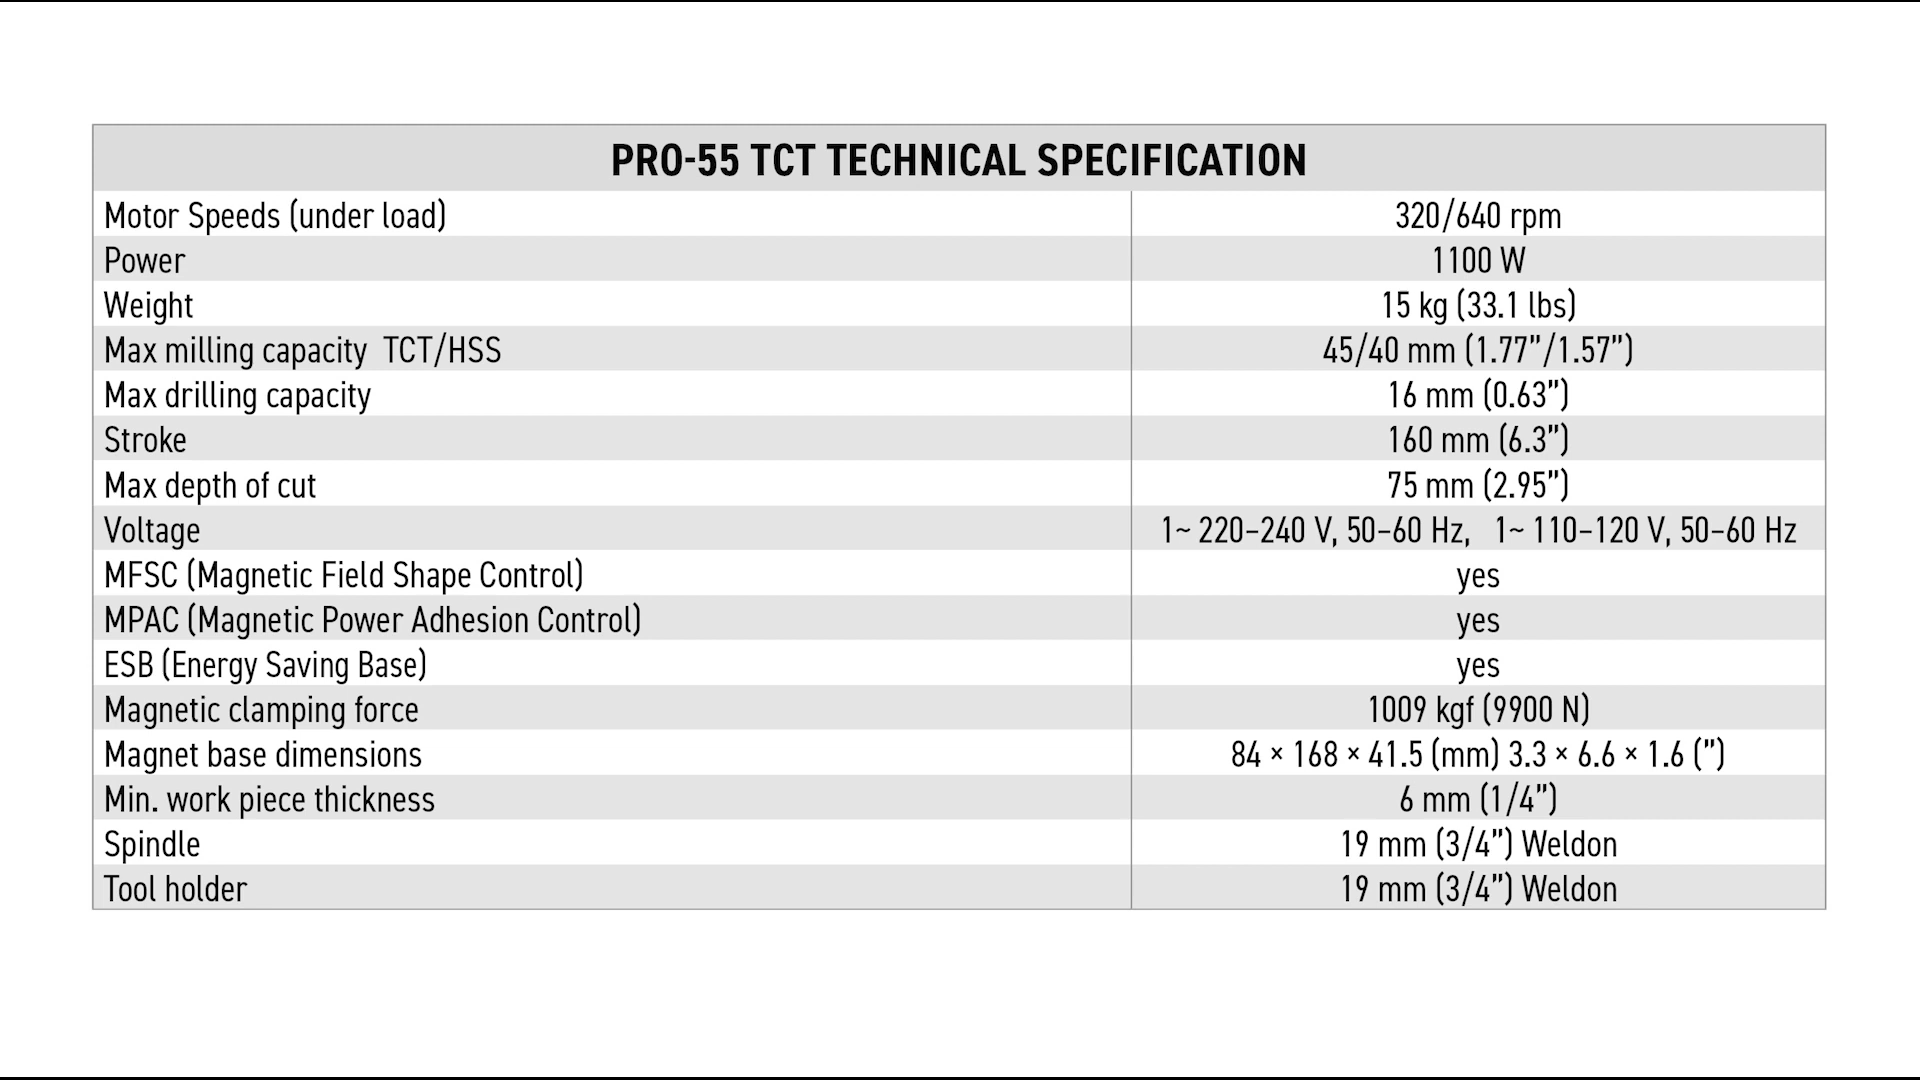 PRO-55 TCT TECHNICAL SPECIFICATION
Motor Speeds (under load) 320/640 rpm
Power 1100 W
Weight 15 kg (33.1 lbs)
Max milling capacity TCT/HSS 45/40 mm (1.77”/1.57”)
Max drilling capacity 16 mm (0.63”)
Stroke 160 mm (6.3”)
Max depth of cut 75 mm (2.95”)
Voltage 1~ 220–240 V, 50–60 Hz, 1~ 110–120 V, 50–60 Hz
MFSC (Magnetic Field Shape Control) yes
MPAC (Magnetic Power Adhesion Control) yes
ESB (Energy Saving Base) yes
Magnetic clamping force 1009 kgf (9900 N)
Magnet base dimensions 84 × 168 × 41.5 (mm) 3.3 × 6.6 × 1.6 (”)
Min. work piece thickness 6 mm (1/4”)
Spindle 19 mm (3/4”) Weldon
Tool holder 19 mm (3/4”) Weldon